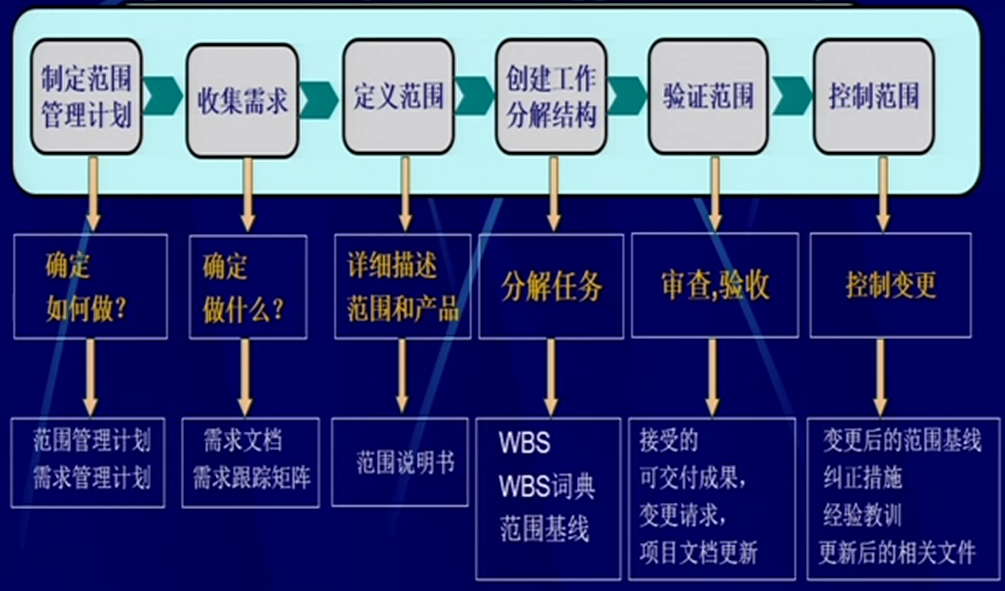 制定范围
管理计划
收集需求
定义范围
创建工作
分解结构
验证范围
控制范围
确定
如何做?
确定
做什么?
详细描述
范围和产品
分解任务
审查,验收
控制变更
范围管理计划
需求管理计划
需求文档
需求跟踪矩阵
范围说明书
WBS
WBS词典
范围基线
接受的
可交付成果,
变更请求,
项目文档更新
变更后的范围基线
纠正措施
经验教训
更新后的相关文件